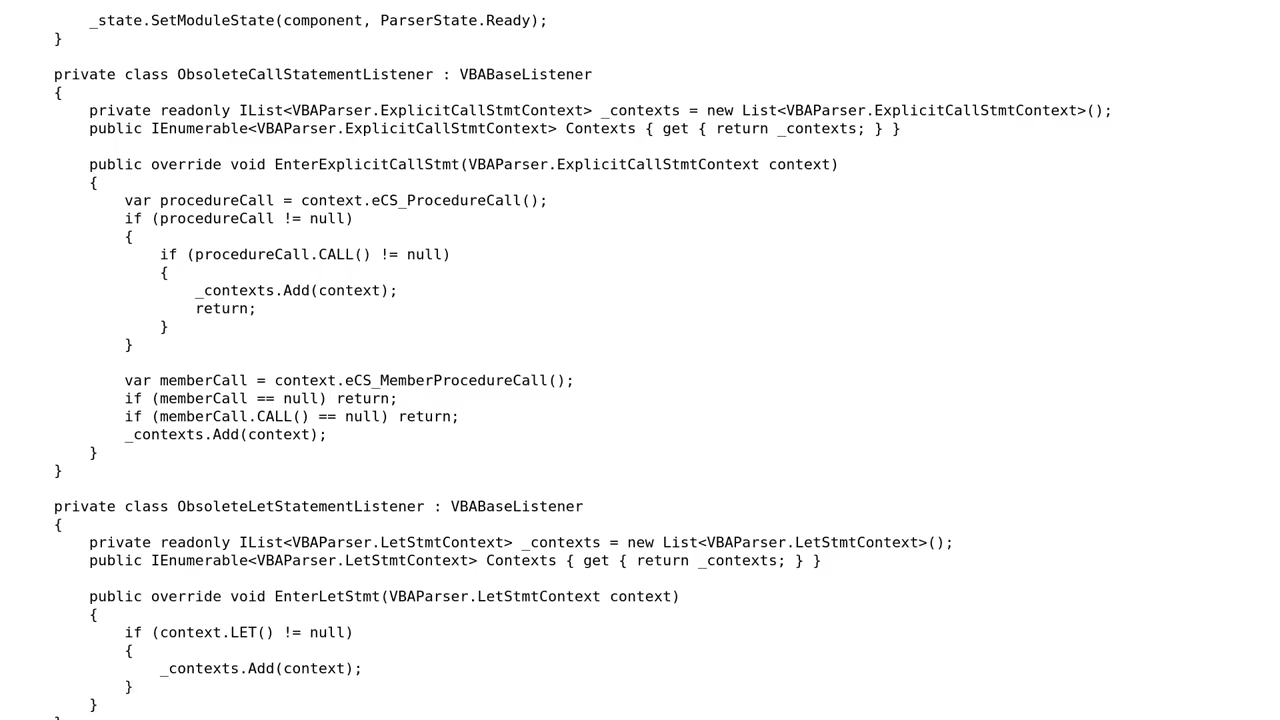 _state.SetModuleState(component, ParserState.Ready);
}
private class ObsoleteCallStatementListener : VBABaseListener
{
private readonly IList<VBAParser.ExplicitCallStmtContext> _contexts = new List<VBAParser.ExplicitCallStmtContext>();
public IEnumerable<VBAParser.ExplicitCallStmtContext> Contexts { get { return _contexts; } }
public override void EnterExplicitCallStmt(VBAParser.ExplicitCallStmtContext context)
{
var procedureCall = context.eCS_ProcedureCall();
if (procedureCall != null)
{
if (procedureCall.CALL() != null)
{
_contexts.Add(context);
return;
}
}
var memberCall = context.eCS_MemberProcedureCall();
if (memberCall == null) return;
if (memberCall.CALL() == null) return;
_contexts.Add(context);
}
}
private class ObsoleteLetStatementListener : VBABaseListener
{
private readonly IList<VBAParser.LetStmtContext> _contexts = new List<VBAParser.LetStmtContext>();
public IEnumerable<VBAParser.LetStmtContext> Contexts { get { return _contexts; } }
public override void EnterLetStmt(VBAParser.LetStmtContext context)
{
if (context.LET() != null)
{
_contexts.Add(context);
}
}
}